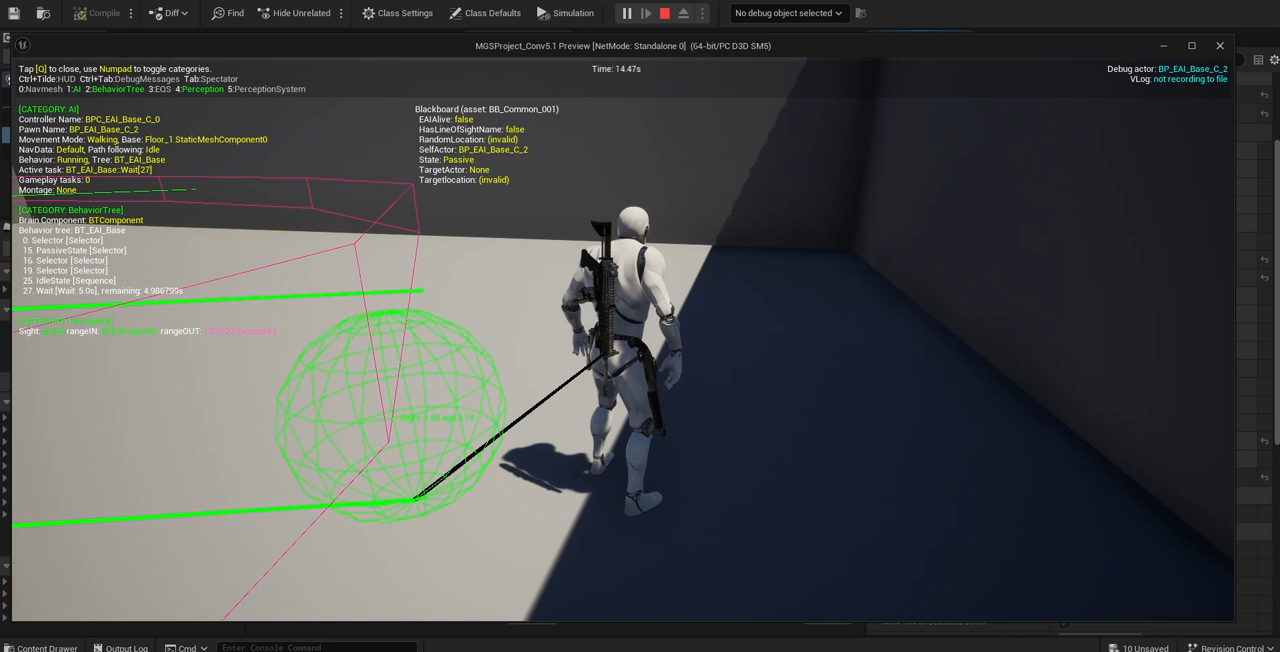 Compile Diff Find Hide Unrelated Class Settings Class Defaults Simulation No debug object selected
MGSProject_Conv5.1 Preview [NetMode: Standalone 0] (64-bit/PC D3D SM5)
Tap [Q] to close, use Numpad to toggle categories.
Ctrl+Tilde:HUD Ctrl+Tab:DebugMessages Tab:Spectator
0:Navmesh 1:AI 2:BehaviorTree 3:EQS 4:Perception 5:PerceptionSystem
Time: 14.47s
Debug actor: BP_EAI_Base_C_2
VLog: not recording to file
[CATEGORY: AI]
Controller Name: BPC_EAI_Base_C_0
Pawn Name: BP_EAI_Base_C_2
Movement Mode: Walking, Base: Floor_1.StaticMeshComponent0
NavData: Default, Path following: Idle
Behavior: Running, Tree: BT_EAI_Base
Active task: BT_EAI_Base::Wait[27]
Gameplay tasks: 0
Montage: None
Blackboard (asset: BB_Common_001)
EAIAlive: false
HasLineOfSightName: false
RandomLocation: (invalid)
SelfActor: BP_EAI_Base_C_2
State: Passive
TargetActor: None
Targetlocation: (invalid)
[CATEGORY: BehaviorTree]
Brain Component: BTComponent
Behavior tree: BT_EAI_Base
0. Selector [Selector]
15. PassiveState [Selector]
16. Selector [Selector]
19. Selector [Selector]
25. IdleState [Sequence]
27. Wait [Wait: 5.0s], remaining: 4.986799s
Sight: rangeIN: rangeOUT:
Content Drawer Output Log Cmd Enter Console Command 10 Unsaved Revision Control